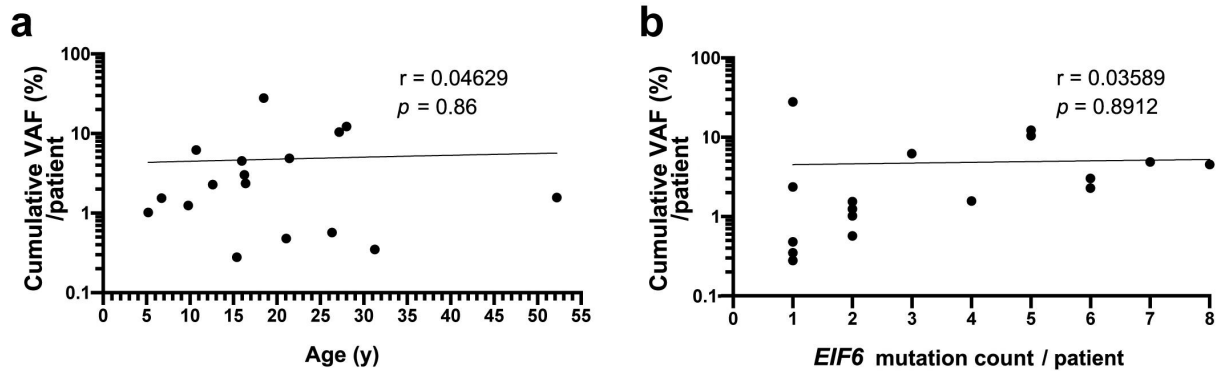 a
Cumulative VAF (%)
/patient
100
10
1
0.1
r = 0.04629
p = 0.86
0 5 10 15 20 25 30 35 40 45 50 55
Age (y)
b
Cumulative VAF (%)
/patient
100
10
1
0.1
r = 0.03589
p = 0.8912
0 1 2 3 4 5 6 7 8
EIF6 mutation count / patient